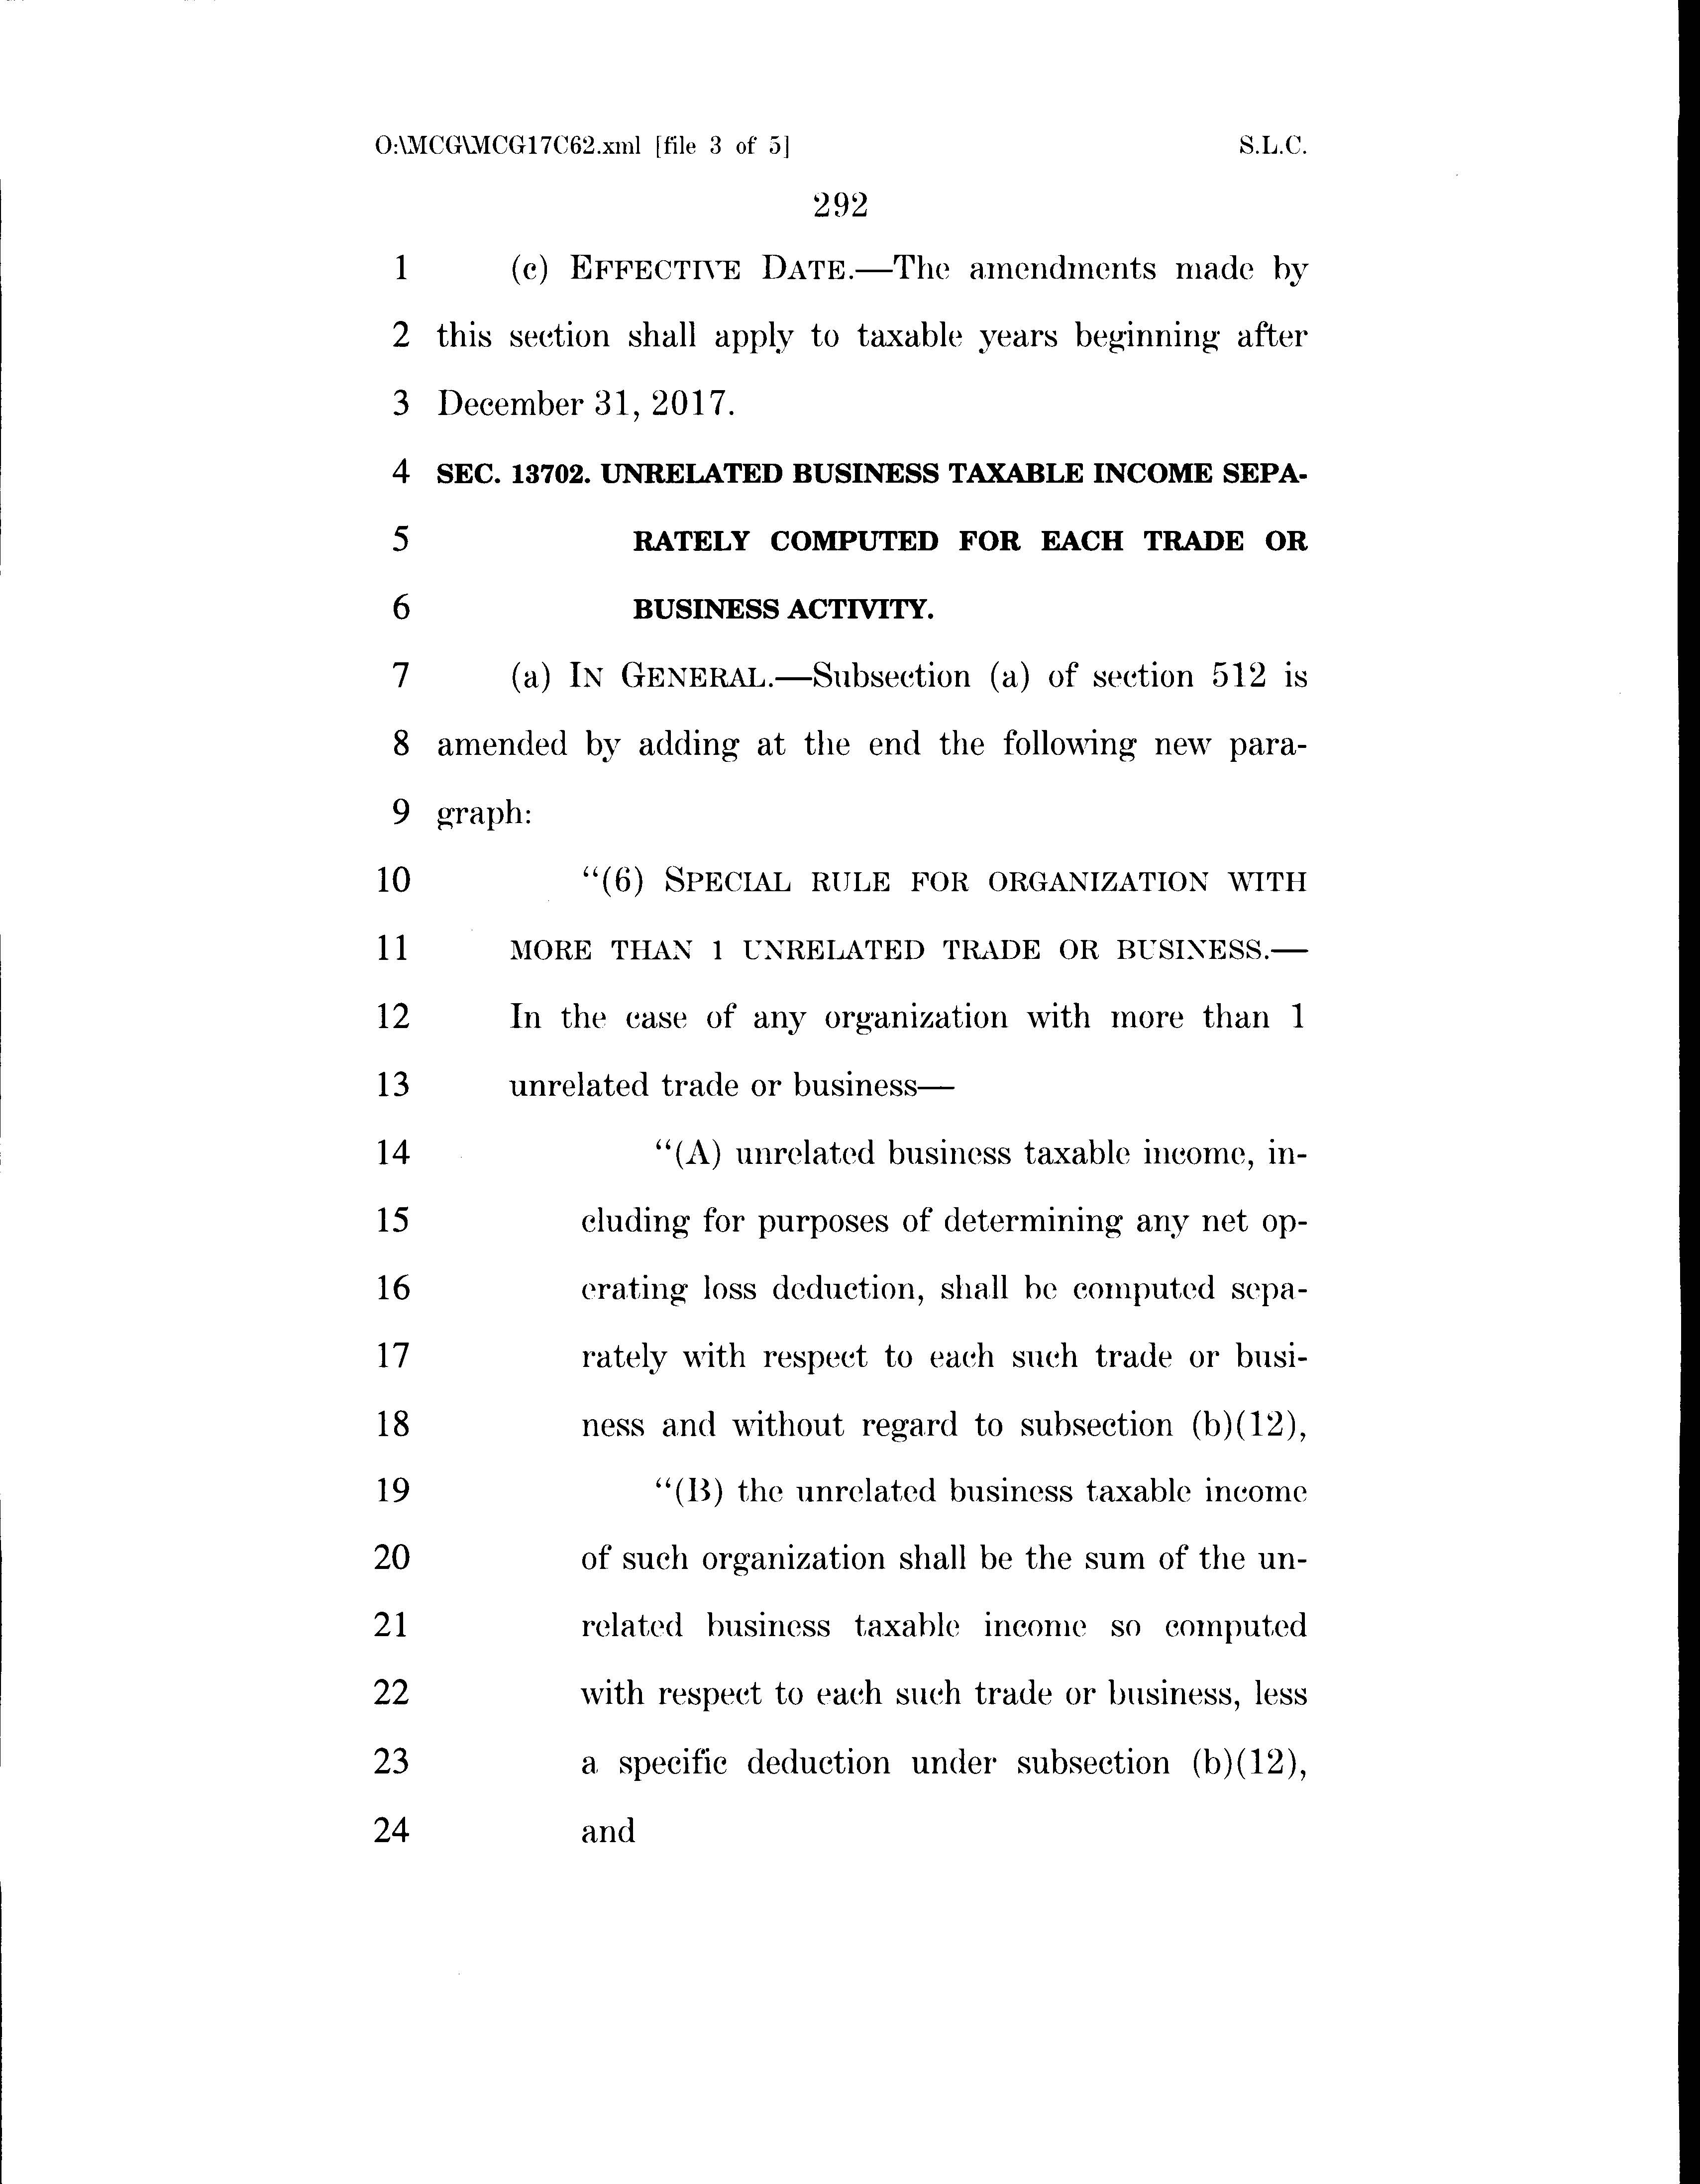 O:\MCG\MCG17C62.xml [file 3 of 5] S.L.C.
292
1 (c) EFFECTIVE DATE.—The amendments made by
2 this section shall apply to taxable years beginning after
3 December 31, 2017.
4 SEC. 13702. UNRELATED BUSINESS TAXABLE INCOME SEPA-
5 RATELY COMPUTED FOR EACH TRADE OR
6 BUSINESS ACTIVITY.
7 (a) IN GENERAL.—Subsection (a) of section 512 is
8 amended by adding at the end the following new para-
9 graph:
10 “(6) SPECIAL RULE FOR ORGANIZATION WITH
11 MORE THAN 1 UNRELATED TRADE OR BUSINESS.—
12 In the case of any organization with more than 1
13 unrelated trade or business—
14 “(A) unrelated business taxable income, in-
15 cluding for purposes of determining any net op-
16 erating loss deduction, shall be computed sepa-
17 rately with respect to each such trade or busi-
18 ness and without regard to subsection (b)(12),
19 “(B) the unrelated business taxable income
20 of such organization shall be the sum of the un-
21 related business taxable income so computed
22 with respect to each such trade or business, less
23 a specific deduction under subsection (b)(12),
24 and